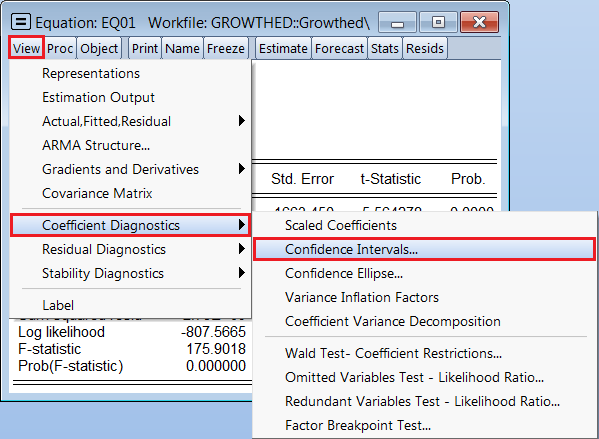 Equation: EQ01 Workfile: GROWTHED::Growthed\
View Proc Object Print Name Freeze Estimate Forecast Stats Resids
Representations
Estimation Output
Actual,Fitted,Residual
ARMA Structure...
Gradients and Derivatives
Covariance Matrix
Std. Error t-Statistic Prob.
Coefficient Diagnostics
Residual Diagnostics
Stability Diagnostics
Label
Scaled Coefficients
Confidence Intervals...
Confidence Ellipse...
Variance Inflation Factors
Coefficient Variance Decomposition
Wald Test- Coefficient Restrictions...
Omitted Variables Test - Likelihood Ratio...
Redundant Variables Test - Likelihood Ratio...
Factor Breakpoint Test...
Log likelihood -807.5665
F-statistic 175.9018
Prob(F-statistic) 0.000000